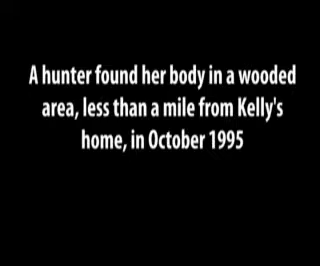 A hunter found her body in a wooded
area, less than a mile from Kelly's
home, in October 1995